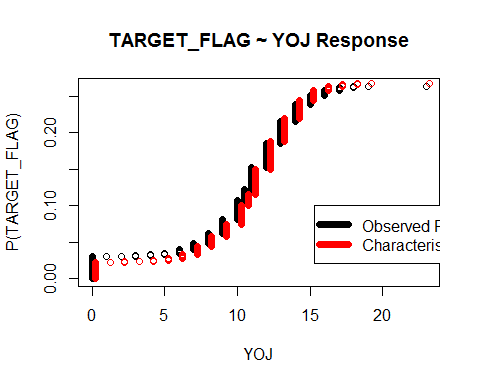 TARGET_FLAG ~ YOJ Response
P(TARGET_FLAG)
0.20
0.10
0.00
Observed P
Characteris
0 5 10 15 20
YOJ